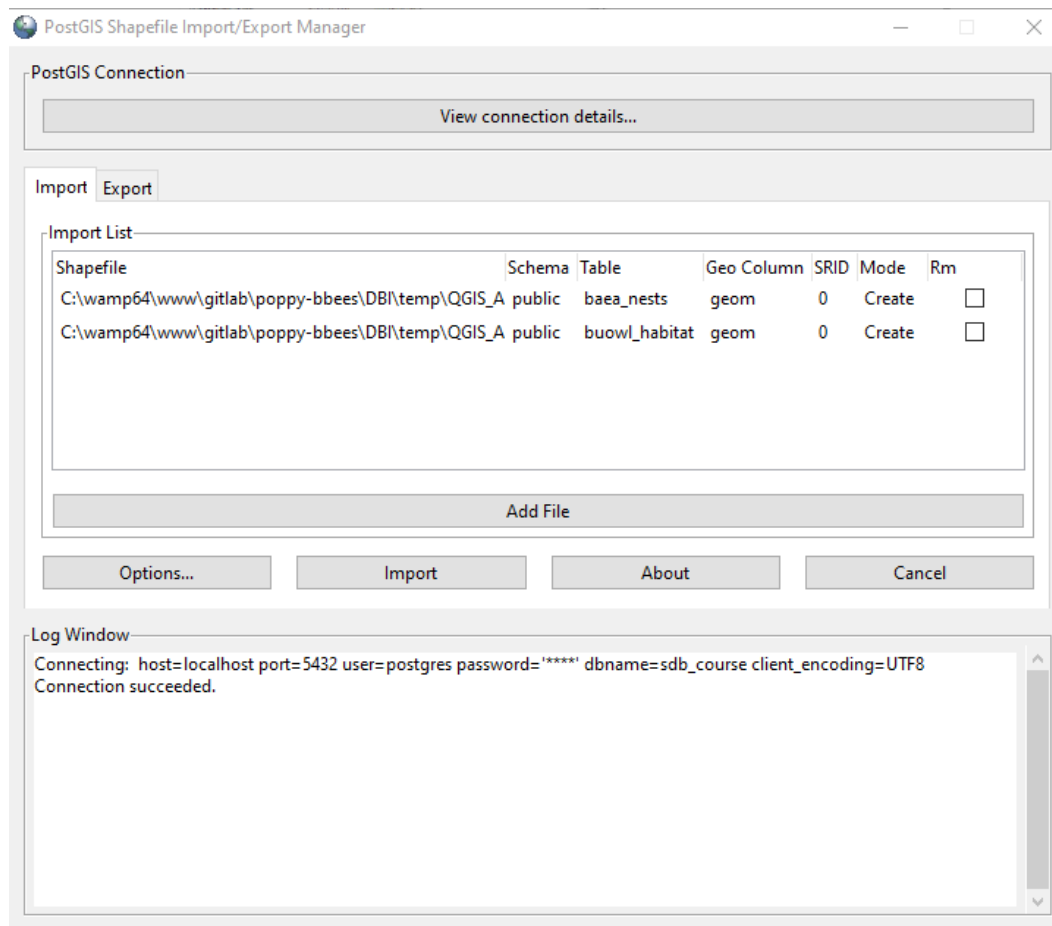 PostGIS Shapefile Import/Export Manager
PostGIS Connection
View connection details...
Import Export
Import List
Shapefile Schema Table Geo Column SRID Mode Rm
C:\wamp64\www\gitlab\poppy-bbees\DBI\temp\QGIS_A public baea_nests geom 0 Create
C:\wamp64\www\gitlab\poppy-bbees\DBI\temp\QGIS_A public buowl_habitat geom 0 Create
Add File
Options... Import About Cancel
Log Window
Connecting: host=localhost port=5432 user=postgres password='****' dbname=sdb_course client_encoding=UTF8
Connection succeeded.